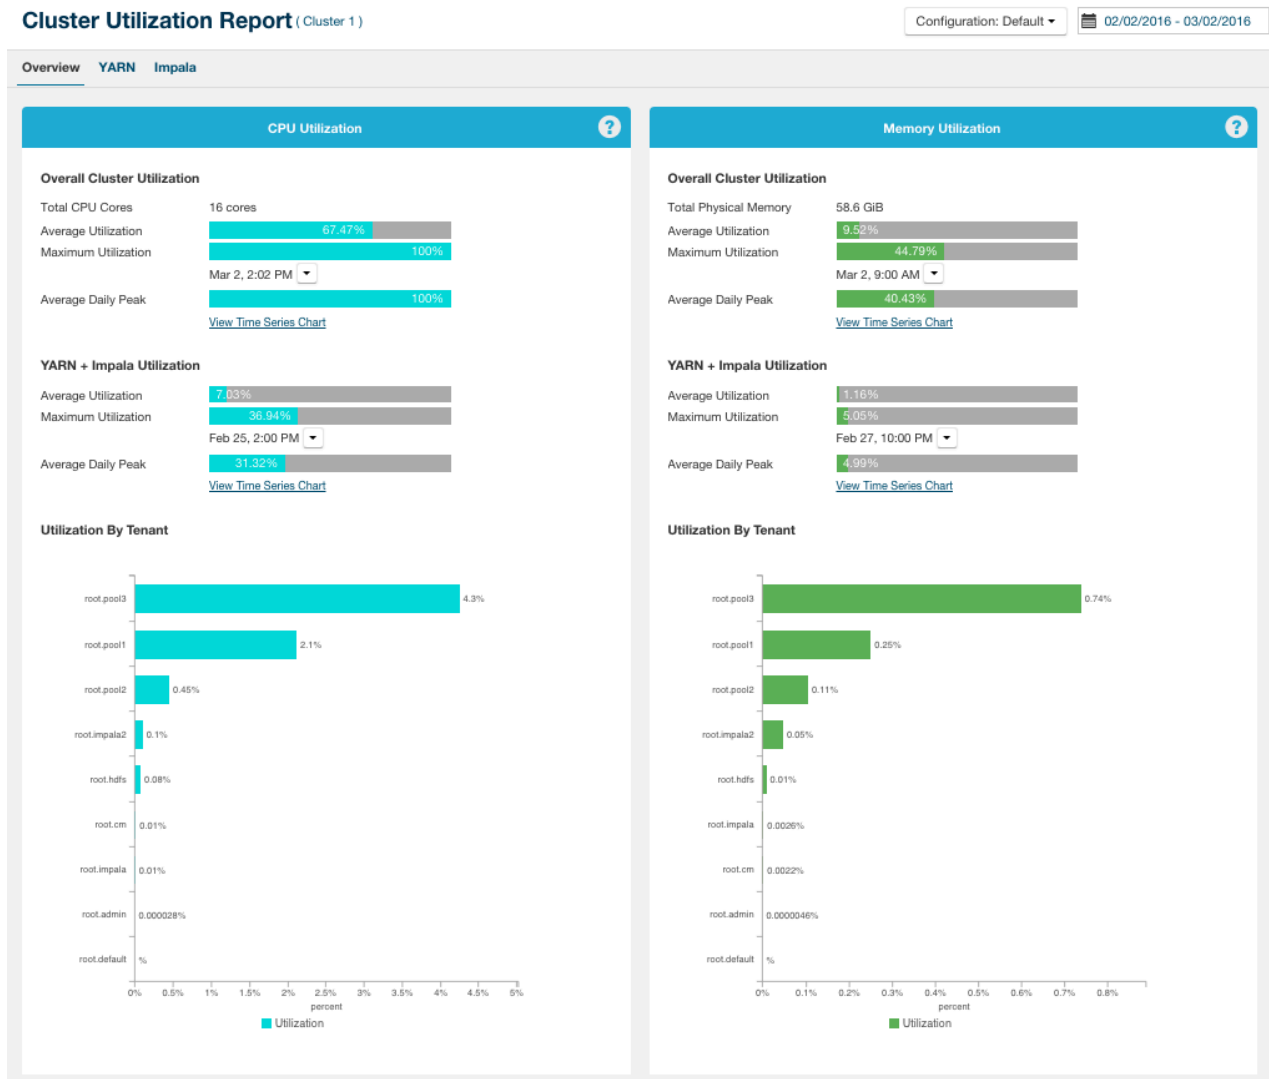 Cluster Utilization Report ( Cluster 1 )
Configuration: Default
02/02/2016 - 03/02/2016
Overview YARN Impala
CPU Utilization ?
Overall Cluster Utilization
Total CPU Cores 16 cores
Average Utilization 67.47%
Maximum Utilization 100%
Mar 2, 2:02 PM
Average Daily Peak 100%
View Time Series Chart
YARN + Impala Utilization
Average Utilization 7.03%
Maximum Utilization 36.94%
Feb 25, 2:00 PM
Average Daily Peak 31.32%
View Time Series Chart
Utilization By Tenant
root.pool3 4.3%
root.pool1 2.1%
root.pool2 0.45%
root.impala2 0.1%
root.hdfs 0.08%
root.cm 0.01%
root.impala 0.01%
root.admin 0.000028%
root.default %
0% 0.5% 1% 1.5% 2% 2.5% 3% 3.5% 4% 4.5% 5%
percent
Utilization
Memory Utilization ?
Overall Cluster Utilization
Total Physical Memory 58.6 GiB
Average Utilization 9.52%
Maximum Utilization 44.79%
Mar 2, 9:00 AM
Average Daily Peak 40.43%
View Time Series Chart
YARN + Impala Utilization
Average Utilization 1.16%
Maximum Utilization 5.05%
Feb 27, 10:00 PM
Average Daily Peak 4.99%
View Time Series Chart
Utilization By Tenant
root.pool3 0.74%
root.pool1 0.25%
root.pool2 0.11%
root.impala2 0.05%
root.hdfs 0.01%
root.impala 0.0026%
root.cm 0.0022%
root.admin 0.0000046%
root.default %
0% 0.1% 0.2% 0.3% 0.4% 0.5% 0.6% 0.7% 0.8%
percent
Utilization